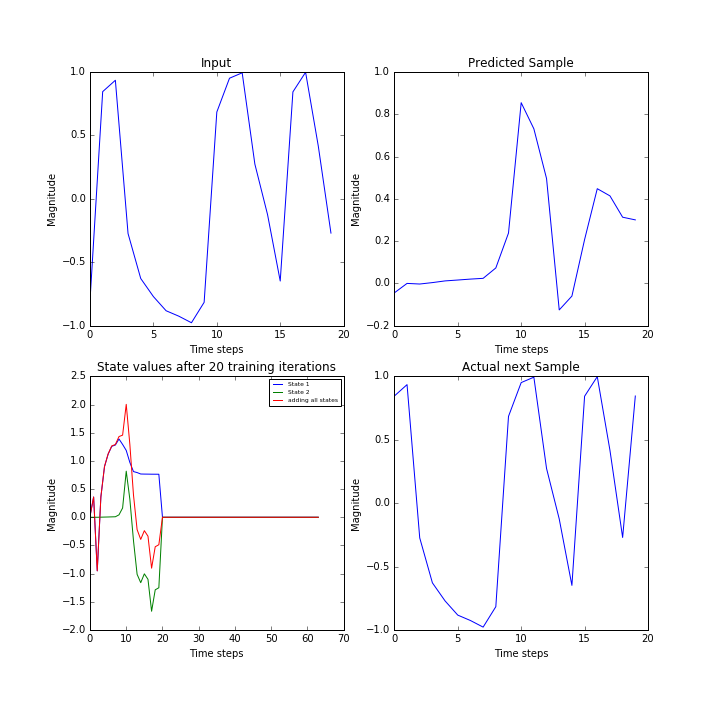 Input
1.0
0.5
0.0
−0.5
−1.0
Magnitude
0 5 10 15 20
Time steps
Predicted Sample
1.0
0.8
0.6
0.4
0.2
0.0
−0.2
Magnitude
0 5 10 15 20
Time steps
State values after 20 training iterations
2.5
2.0
1.5
1.0
0.5
0.0
−0.5
−1.0
−1.5
−2.0
Magnitude
State 1
State 2
adding all states
0 10 20 30 40 50 60 70
Time steps
Actual next Sample
1.0
0.5
0.0
−0.5
−1.0
Magnitude
0 5 10 15 20
Time steps